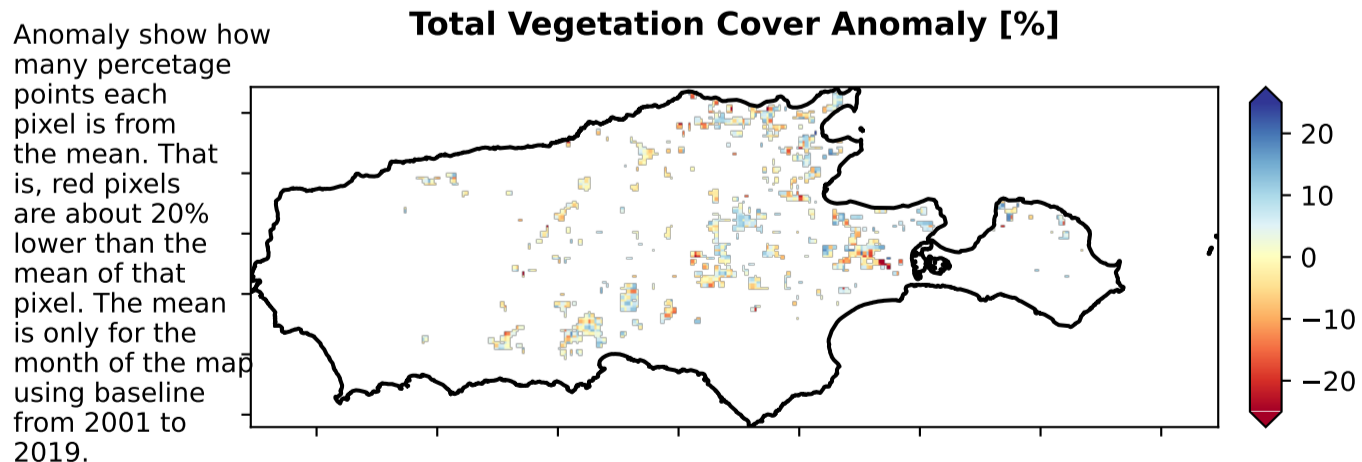 Total Vegetation Cover Anomaly [%]
Anomaly show how
many percetage
points each
pixel is from
the mean. That
is, red pixels
are about 20%
lower than the
mean of that
pixel. The mean
is only for the
month of the map
using baseline
from 2001 to
2019.
20
10
0
−10
−20